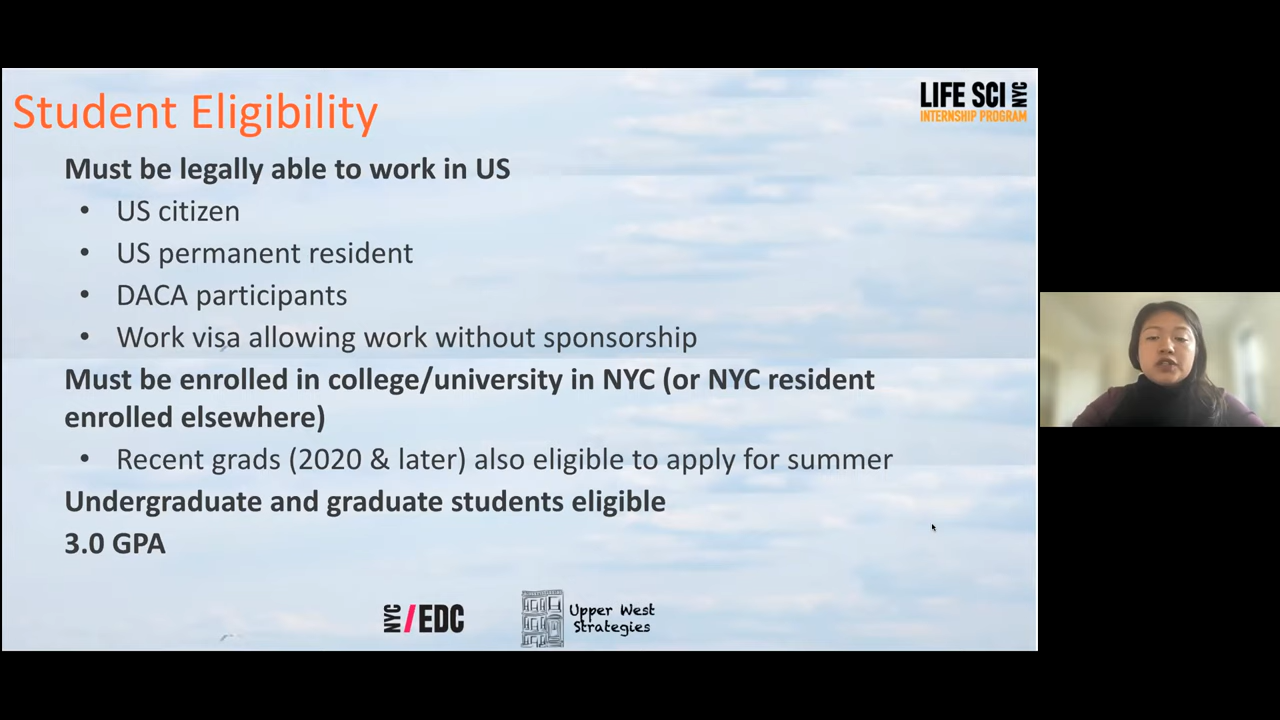 Student Eligibility
LIFE SCI NYC
INTERNSHIP PROGRAM
Must be legally able to work in US
• US citizen
• US permanent resident
• DACA participants
• Work visa allowing work without sponsorship
Must be enrolled in college/university in NYC (or NYC resident
enrolled elsewhere)
• Recent grads (2020 & later) also eligible to apply for summer
Undergraduate and graduate students eligible
3.0 GPA
NYC/EDC
Upper West
Strategies